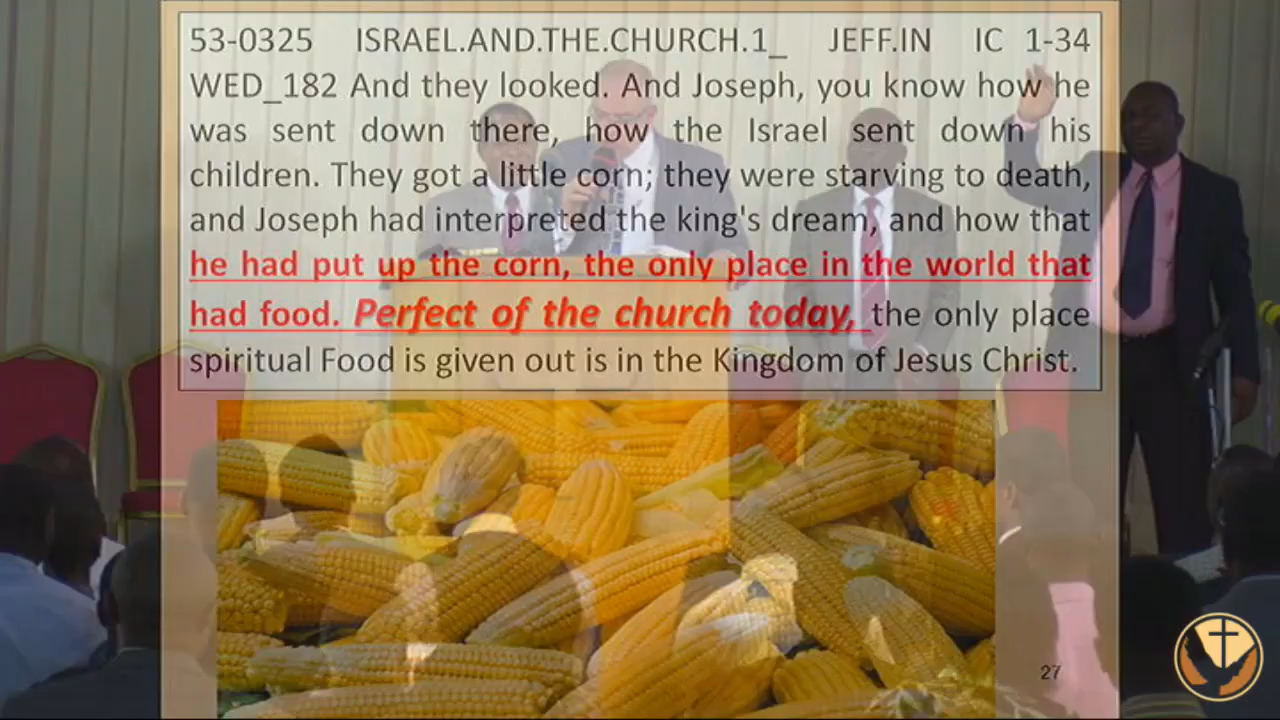 53-0325 ISRAEL.AND.THE.CHURCH.1_ JEFF.IN IC 1-34
WED_182 And they looked. And Joseph, you know how he
was sent down there, how the Israel sent down his
children. They got a little corn; they were starving to death,
and Joseph had interpreted the king's dream, and how that
he had put up the corn, the only place in the world that
had food. Perfect of the church today, the only place
spiritual Food is given out is in the Kingdom of Jesus Christ.
27